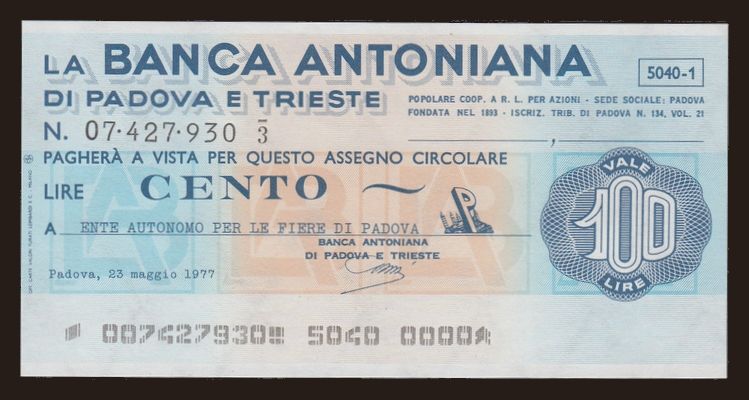 LA BANCA ANTONIANA
DI PADOVA E TRIESTE
5040-1
POPOLARE COOP. A R. L. PER AZIONI - SEDE SOCIALE: PADOVA
FONDATA NEL 1893 - ISCRIZ. TRIB. DI PADOVA N. 134, VOL. 21
N. 07·427·930 3
PAGHERÀ A VISTA PER QUESTO ASSEGNO CIRCOLARE
LIRE CENTO ~
A ENTE AUTONOMO PER LE FIERE DI PADOVA
BANCA ANTONIANA
DI PADOVA E TRIESTE
Padova, 23 maggio 1977
VALE
100
LIRE
007427930 5040 0000